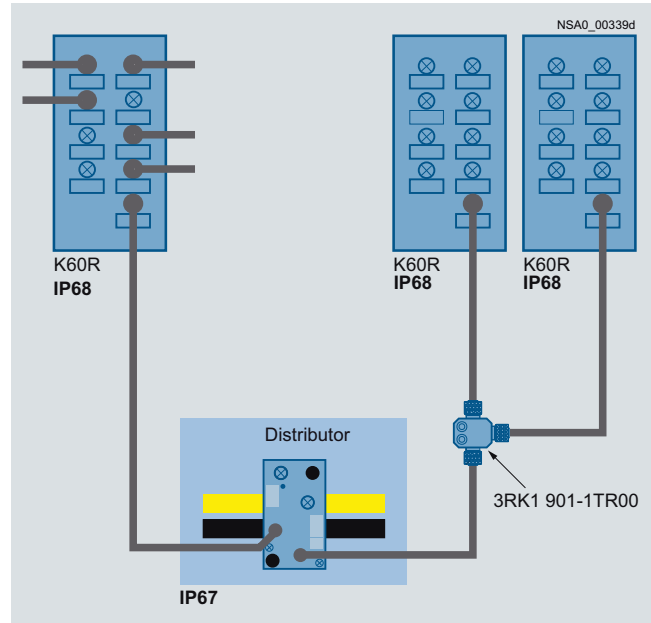 NSA0_00339d
K60R
IP68
K60R
IP68
K60R
IP68
Distributor
3RK1 901-1TR00
IP67